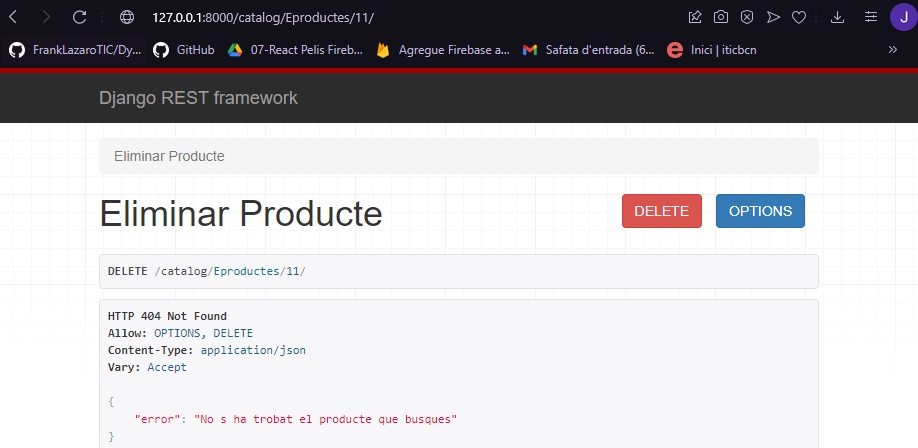 127.0.0.1:8000/catalog/Eproductes/11/
J
FrankLazaroTIC/Dy... GitHub 07-React Pelis Fireb... Agregue Firebase a... Safata d'entrada (6... Inici | iticbcn »
Django REST framework
Eliminar Producte
Eliminar Producte DELETE OPTIONS
DELETE /catalog/Eproductes/11/
HTTP 404 Not Found
Allow: OPTIONS, DELETE
Content-Type: application/json
Vary: Accept
{
"error": "No s ha trobat el producte que busques"
}